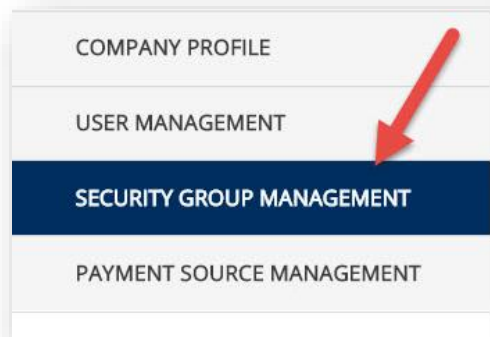 COMPANY PROFILE
USER MANAGEMENT
SECURITY GROUP MANAGEMENT
PAYMENT SOURCE MANAGEMENT